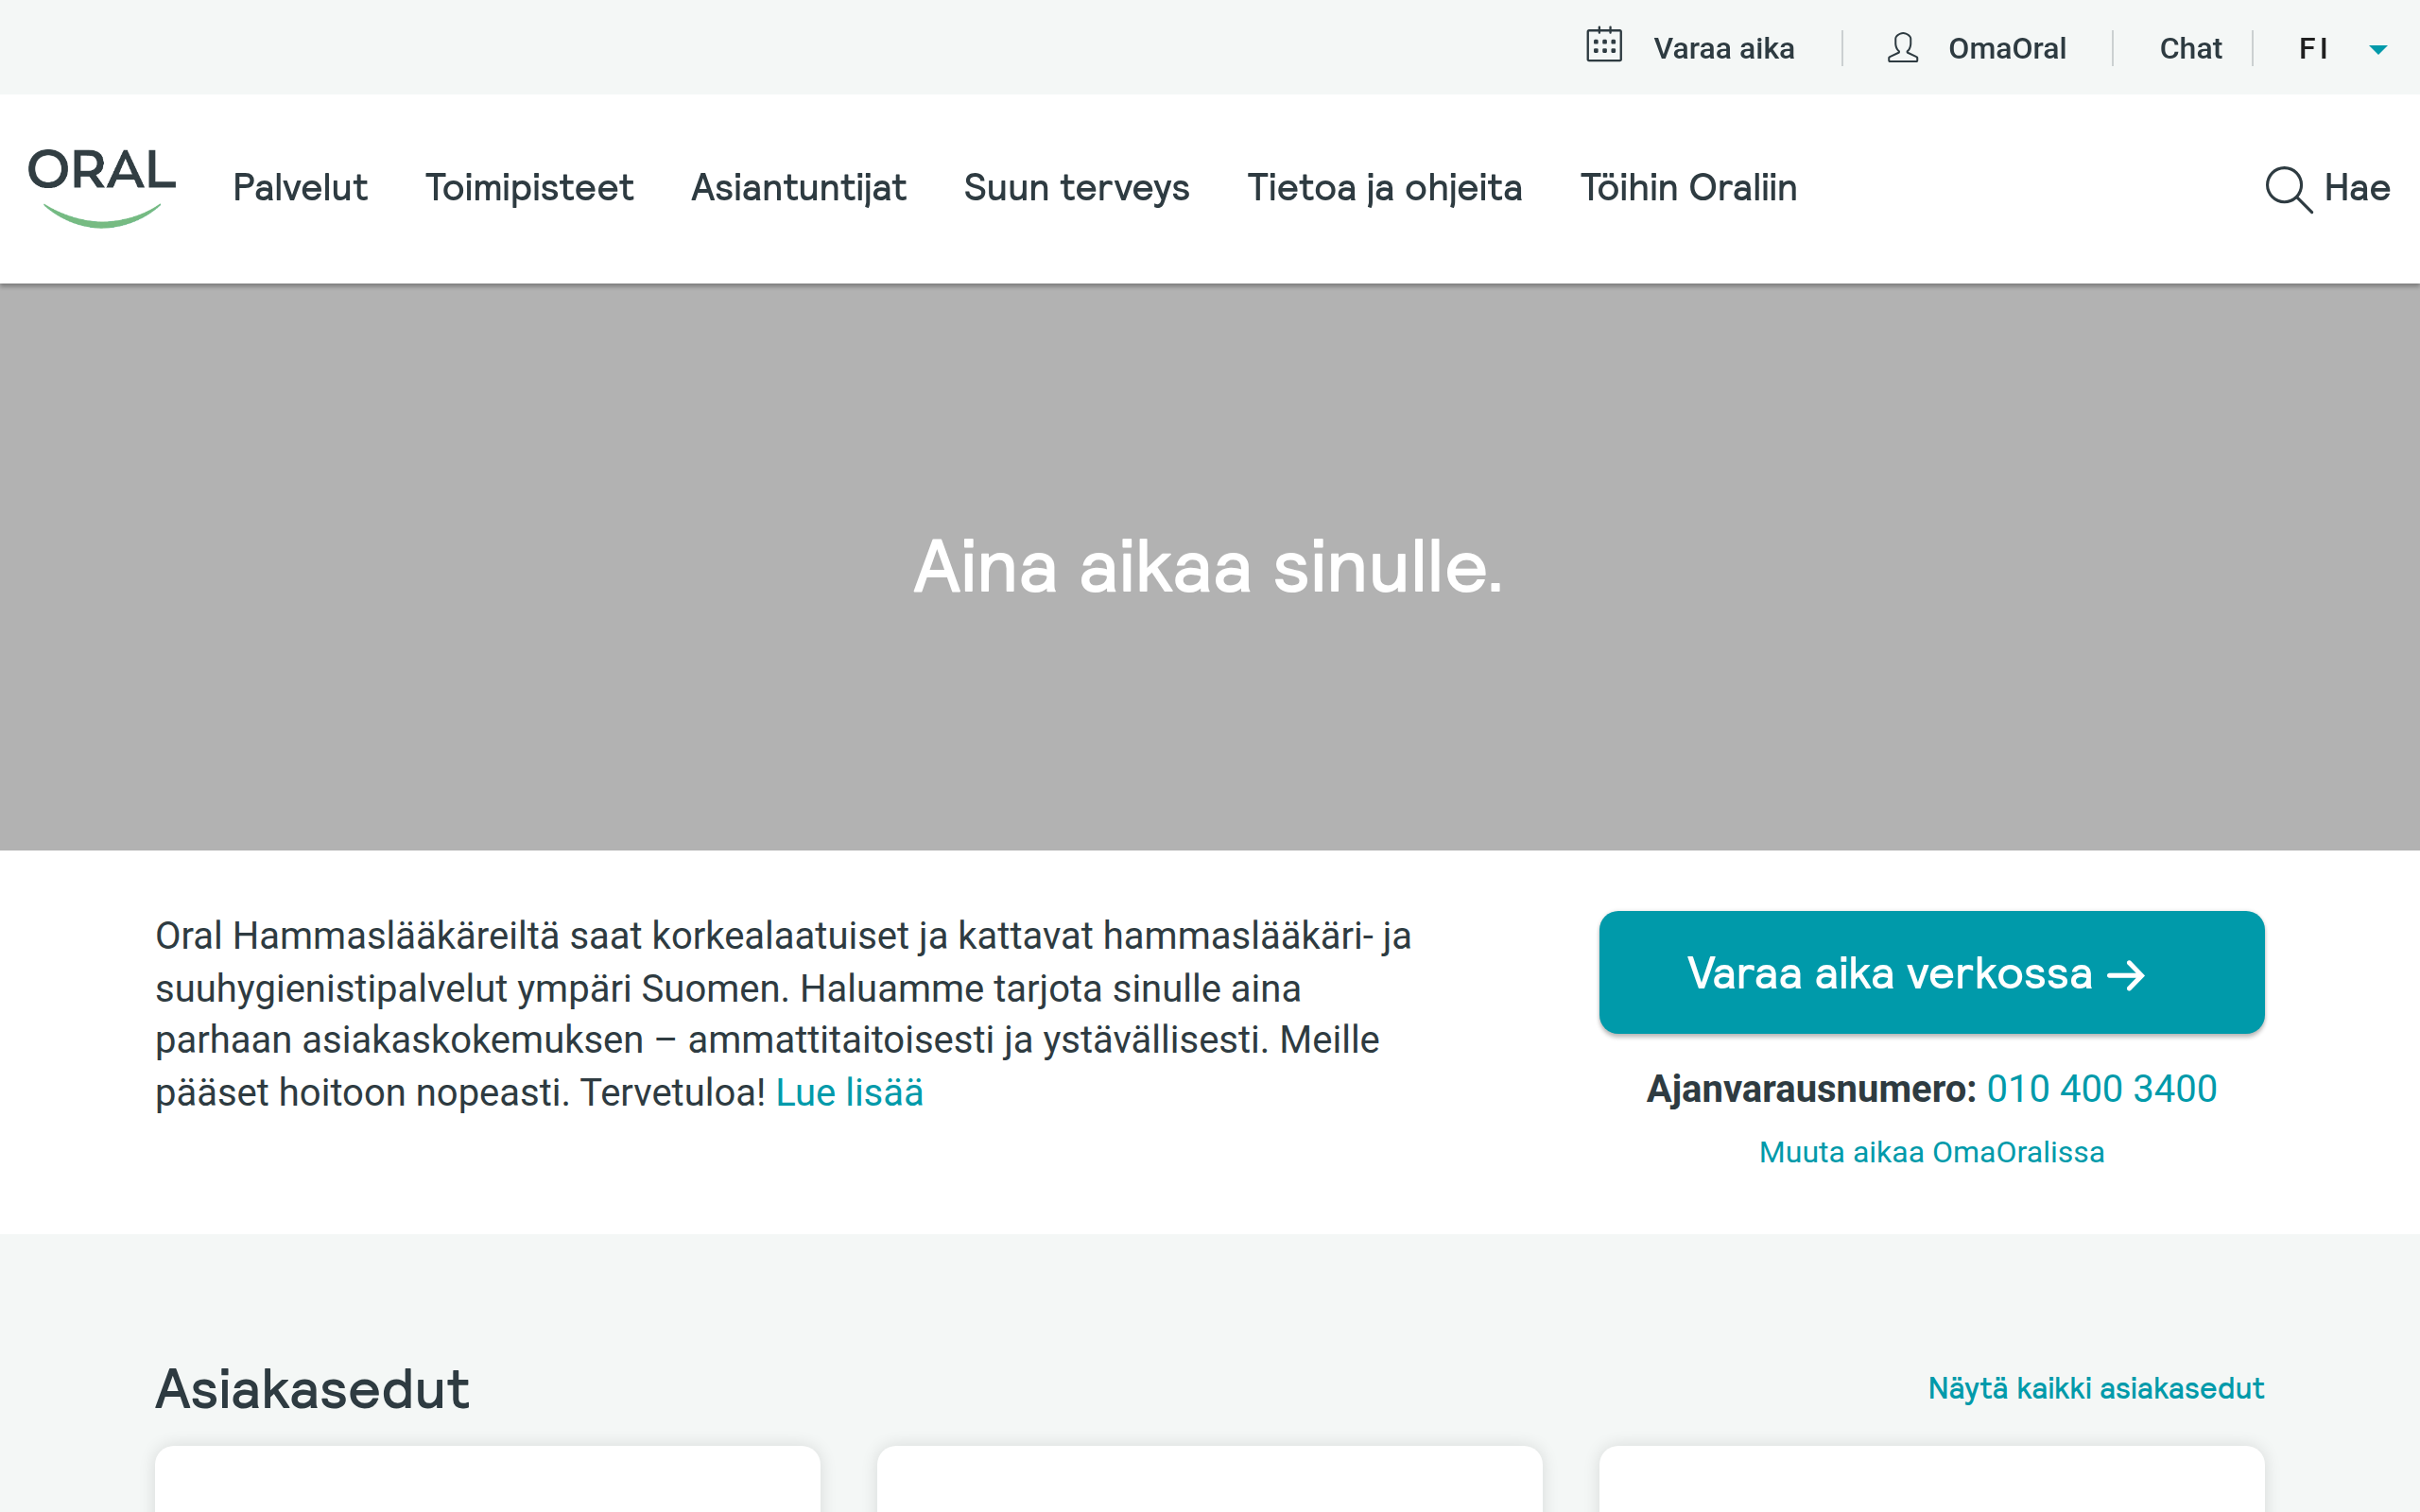 Varaa aika
OmaOral
Chat
FI
ORAL
Palvelut
Toimipisteet
Asiantuntijat
Suun terveys
Tietoa ja ohjeita
Töihin Oraliin
Hae
Aina aikaa sinulle.
Oral Hammaslääkäreiltä saat korkealaatuiset ja kattavat hammaslääkäri- ja
suuhygienistipalvelut ympäri Suomen. Haluamme tarjota sinulle aina
parhaan asiakaskokemuksen – ammattitaitoisesti ja ystävällisesti. Meille
pääset hoitoon nopeasti. Tervetuloa! Lue lisää
Varaa aika verkossa →
Ajanvarausnumero: 010 400 3400
Muuta aikaa OmaOralissa
Asiakasedut
Näytä kaikki asiakasedut